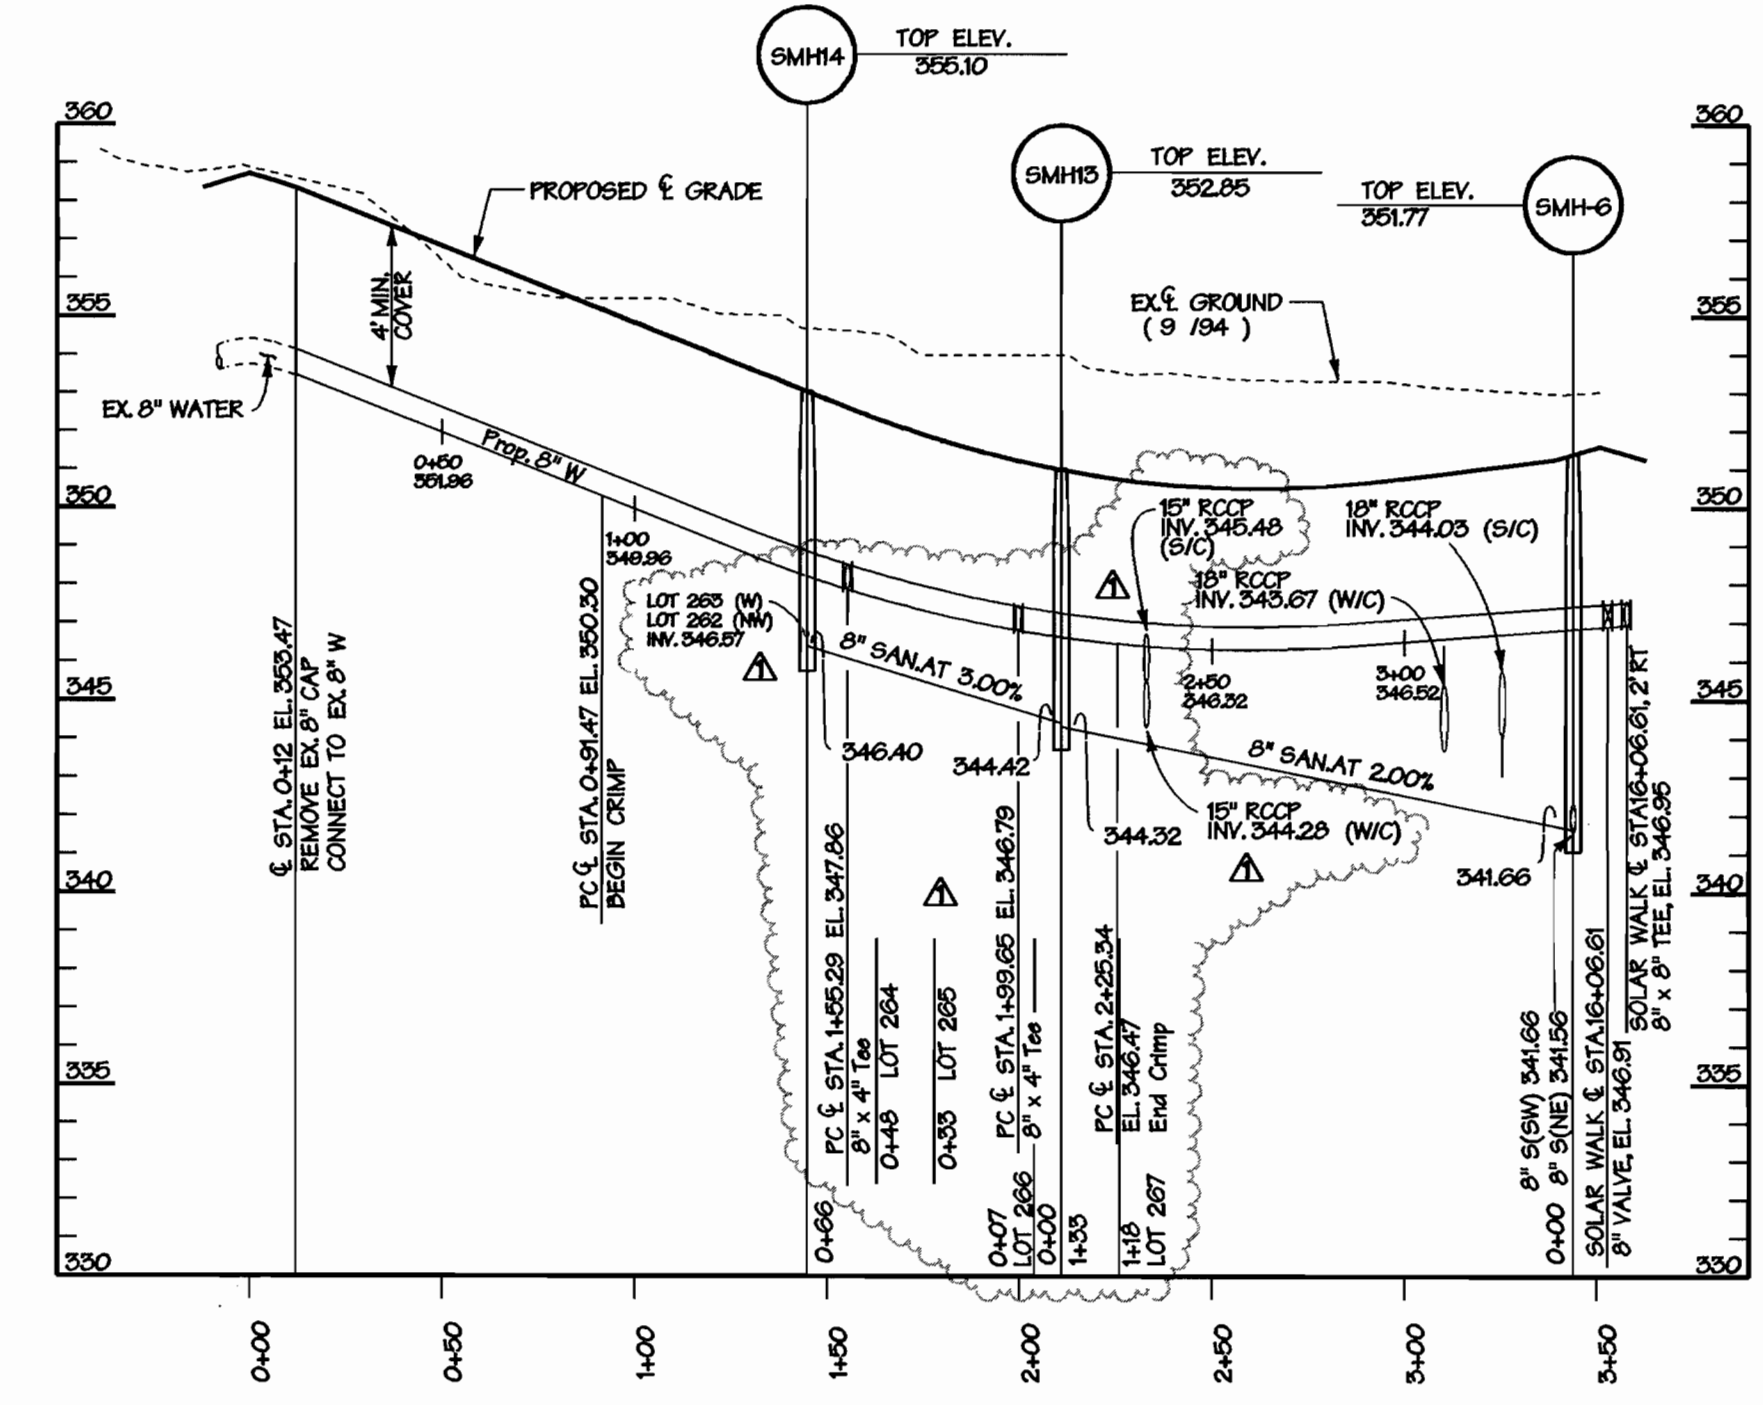 SMH14
TOP ELEV.
355.10
SMH13
TOP ELEV.
352.85
SMH-6
TOP ELEV.
351.77
360
355
350
345
340
335
330
360
355
350
345
340
335
330
PROPOSED ℄ GRADE
4' MIN.
COVER
EX. ℄ GROUND
( 9 /94 )
EX. 8" WATER
Prop. 8" W
0+50
351.96
1+00
349.96
LOT 263 (W)
LOT 262 (NW)
INV. 346.57
1
8" SAN. AT 3.00%
346.40
344.42
344.32
1
15" RCCP
INV. 345.48
(S/C)
18" RCCP
INV. 344.03 (S/C)
18" RCCP
INV. 343.67 (W/C)
2+50
346.32
3+00
346.52
8" SAN. AT 2.00%
15" RCCP
INV. 344.28 (W/C)
1
1
341.66
℄ STA. 0+12 EL. 353.47
REMOVE EX. 8" CAP
CONNECT TO EX. 8" W
PC ℄ STA. 0+91.47 EL. 350.30
BEGIN CRIMP
0+66
PC ℄ STA. 1+55.29 EL. 347.86
8" x 4" Tee
0+48 LOT 264
0+33 LOT 265
PC ℄ STA. 1+99.65 EL. 346.79
8" x 4" Tee
0+07
LOT 266
0+00
1+33
PC ℄ STA. 2+25.34
EL. 346.47
End Crimp
1+18
LOT 267
8" S(SW) 341.66
0+00 8" S(NE) 341.56
SOLAR WALK ℄ STA.16+06.61
8" VALVE, EL. 346.91
SOLAR WALK ℄ STA16+06.61, 2' RT
8" x 8" TEE, EL. 346.95
0+00
0+50
1+00
1+50
2+00
2+50
3+00
3+50